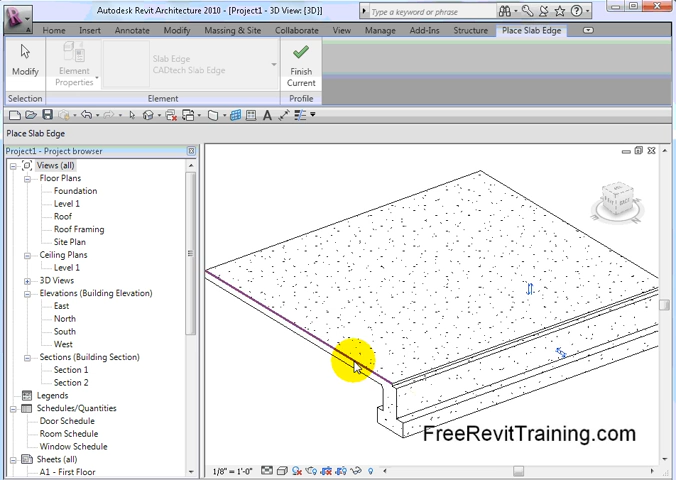 Autodesk Revit Architecture 2010 - [Project1 - 3D View: {3D}]
Type a keyword or phrase
Home Insert Annotate Modify Massing & Site Collaborate View Manage Add-Ins Structure Place Slab Edge
Modify
Element
Properties
Slab Edge
CADtech Slab Edge
Finish
Current
Selection
Element
Profile
Place Slab Edge
Project1 - Project browser
Views (all)
Floor Plans
Foundation
Level 1
Roof
Roof Framing
Site Plan
Ceiling Plans
Level 1
3D Views
Elevations (Building Elevation)
East
North
South
West
Sections (Building Section)
Section 1
Section 2
Legends
Schedules/Quantities
Door Schedule
Room Schedule
Window Schedule
Sheets (all)
A1 - First Floor
FreeRevitTraining.com
1/8" = 1'-0"